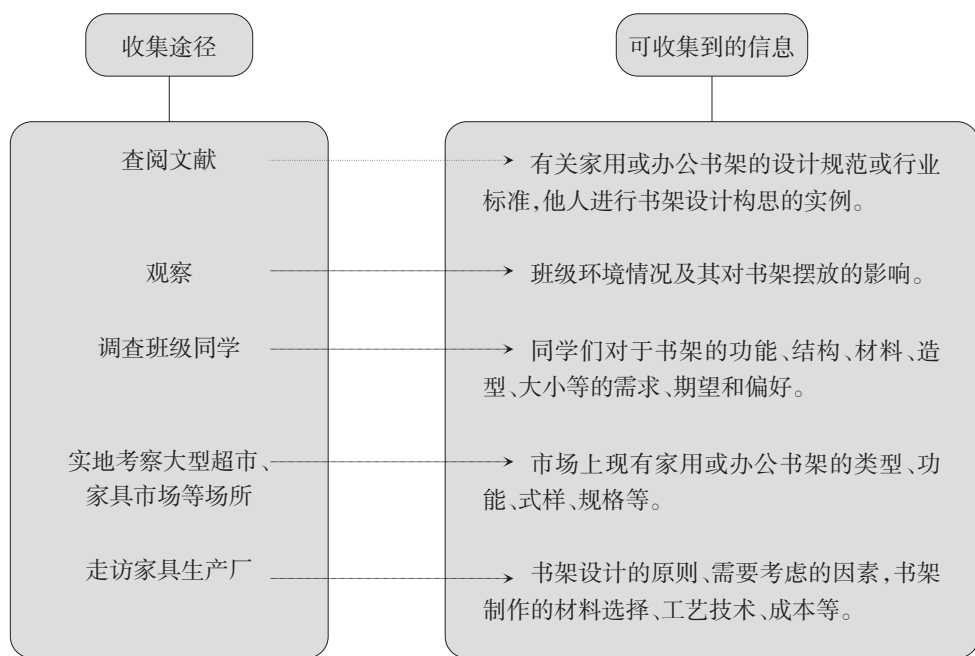 收集途径
可收集到的信息
查阅文献
有关家用或办公书架的设计规范或行业
标准,他人进行书架设计构思的实例。
观察
班级环境情况及其对书架摆放的影响。
调查班级同学
同学们对于书架的功能、结构、材料、造
型、大小等的需求、期望和偏好。
实地考察大型超市、
家具市场等场所
市场上现有家用或办公书架的类型、功
能、式样、规格等。
走访家具生产厂
书架设计的原则、需要考虑的因素,书架
制作的材料选择、工艺技术、成本等。